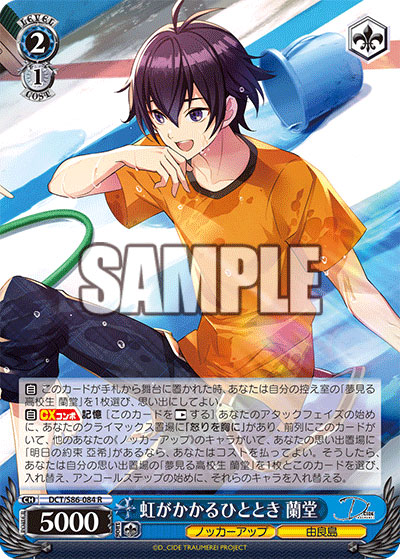 LEVEL
2
1
COST
SAMPLE
自 このカードが手札から舞台に置かれた時、あなたは自分の控え室の「夢見る
高校生 蘭堂」を1枚選び、思い出にしてよい。
自 CXコンボ 記憶 [このカードを する] あなたのアタックフェイズの始め
に、あなたのクライマックス置場に「怒りを胸に」があり、前列にこのカードが
いて、他のあなたの《ノッカーアップ》のキャラがいて、あなたの思い出置場に
「明日の約束 亜希」があるなら、あなたはコストを払ってよい。そうしたら、
あなたは自分の思い出置場の「夢見る高校生 蘭堂」を1枚とこのカードを選び、
入れ替え、アンコールステップの始めに、それらのキャラを入れ替える。
CH DCT/S86-084 R
5000
虹がかかるひととき 蘭堂
ノッカーアップ 由良島
©D_CIDE TRAUMEREI PROJECT